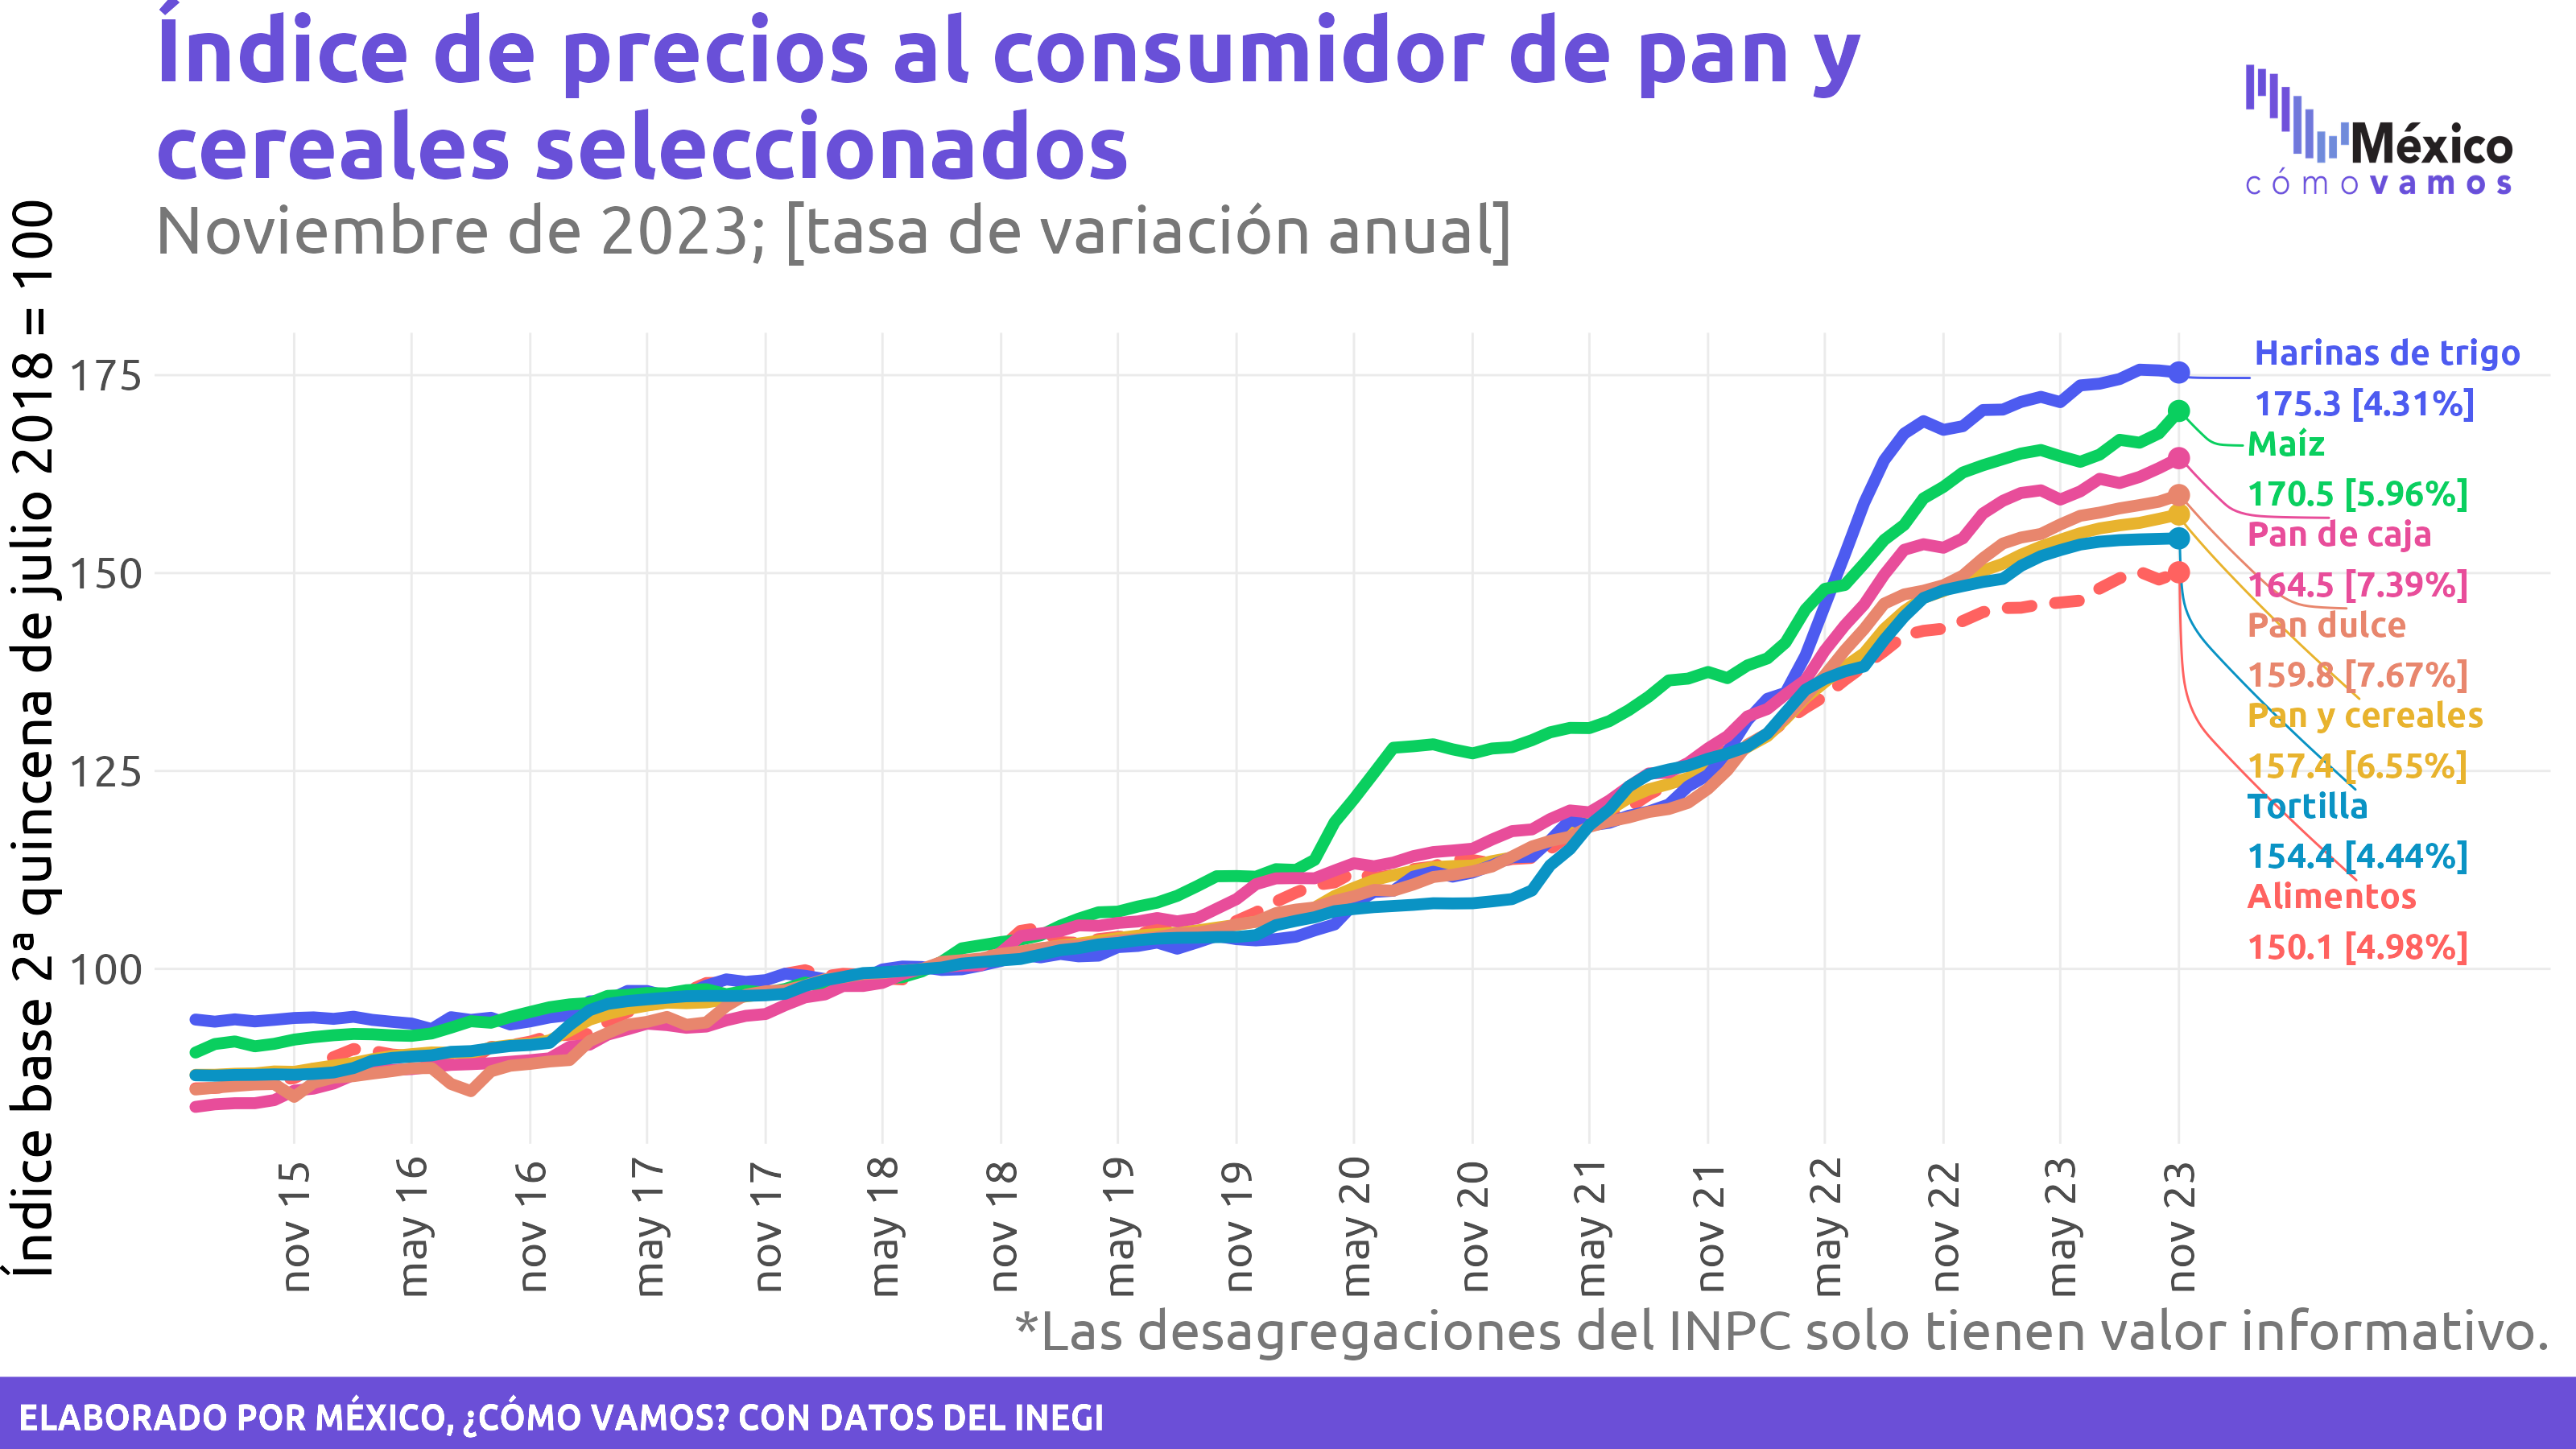 Índice de precios al consumidor de pan y
cereales seleccionados
Noviembre de 2023; [tasa de variación anual]
México
cómo vamos
Índice base 2ª quincena de julio 2018 = 100
175
150
125
100
Harinas de trigo
175.3 [4.31%]
Maíz
170.5 [5.96%]
Pan de caja
164.5 [7.39%]
Pan dulce
159.8 [7.67%]
Pan y cereales
157.4 [6.55%]
Tortilla
154.4 [4.44%]
Alimentos
150.1 [4.98%]
nov 15
may 16
nov 16
may 17
nov 17
may 18
nov 18
may 19
nov 19
may 20
nov 20
may 21
nov 21
may 22
nov 22
may 23
nov 23
*Las desagregaciones del INPC solo tienen valor informativo.
ELABORADO POR MÉXICO, ¿CÓMO VAMOS? CON DATOS DEL INEGI